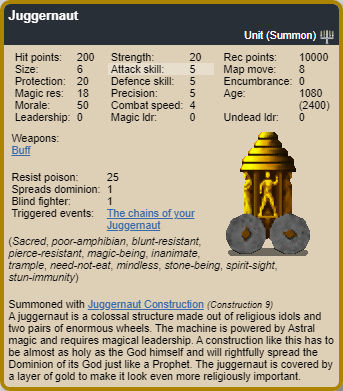 Juggernaut
Unit (Summon)
Hit points: 200 Strength: 20 Rec points: 10000
Size: 6 Attack skill: 5 Map move: 8
Protection: 20 Defence skill: 5 Encumbrance: 0
Magic res: 18 Precision: 5 Age: 1080
Morale: 50 Combat speed: 4 (2400)
Leadership: 0 Magic ldr: 0 Undead ldr: 0
Weapons:
Buff
Resist poison: 25
Spreads dominion: 1
Blind fighter: 1
Triggered events: The chains of your
Juggernaut
(Sacred, poor-amphibian, blunt-resistant,
pierce-resistant, magic-being, inanimate,
trample, need-not-eat, mindless, stone-being, spirit-sight,
stun-immunity)
Summoned with Juggernaut Construction (Construction 9)
A juggernaut is a colossal structure made out of religious idols and
two pairs of enormous wheels. The machine is powered by Astral
magic and requires magical leadership. A construction like this has to
be almost as holy as the God himself and will rightfully spread the
Dominion of its God just like a Prophet. The juggernaut is covered by
a layer of gold to make it look even more religiously important.